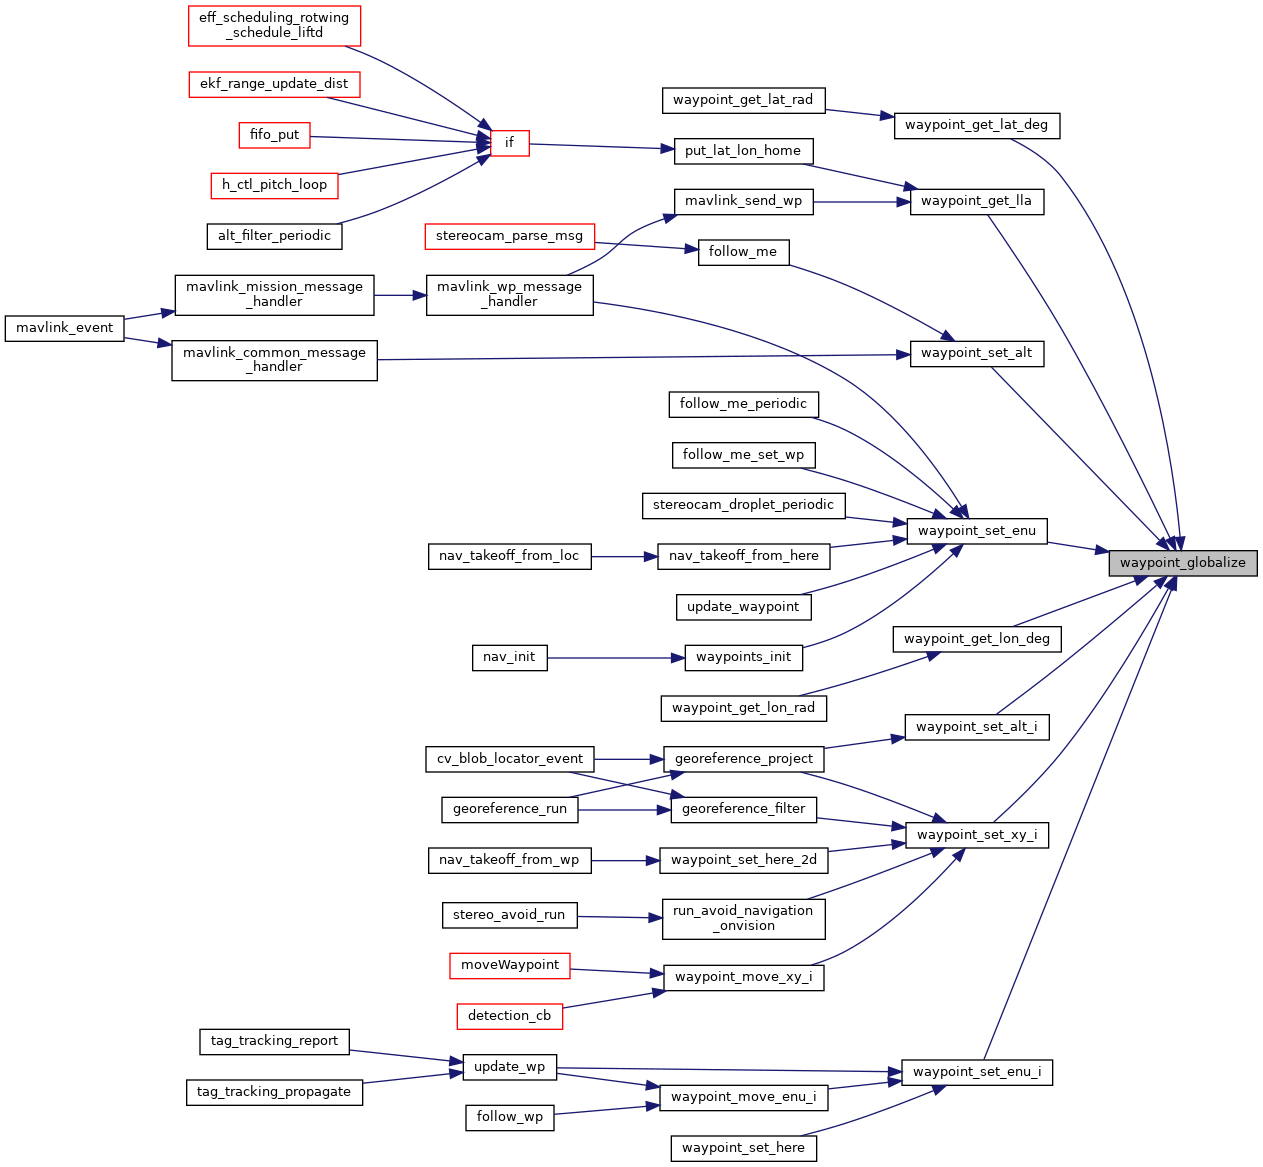 eff_scheduling_rotwing
_schedule_liftd
ekf_range_update_dist
fifo_put
h_ctl_pitch_loop
alt_filter_periodic
if
waypoint_get_lat_rad
waypoint_get_lat_deg
put_lat_lon_home
mavlink_send_wp
waypoint_get_lla
stereocam_parse_msg
follow_me
mavlink_mission_message
_handler
mavlink_wp_message
_handler
mavlink_event
mavlink_common_message
_handler
waypoint_set_alt
follow_me_periodic
follow_me_set_wp
stereocam_droplet_periodic
waypoint_set_enu
nav_takeoff_from_loc
nav_takeoff_from_here
waypoint_globalize
update_waypoint
waypoint_get_lon_deg
nav_init
waypoints_init
waypoint_get_lon_rad
waypoint_set_alt_i
cv_blob_locator_event
georeference_project
georeference_run
georeference_filter
waypoint_set_xy_i
nav_takeoff_from_wp
waypoint_set_here_2d
stereo_avoid_run
run_avoid_navigation
_onvision
moveWaypoint
waypoint_move_xy_i
detection_cb
tag_tracking_report
update_wp
waypoint_set_enu_i
tag_tracking_propagate
waypoint_move_enu_i
follow_wp
waypoint_set_here